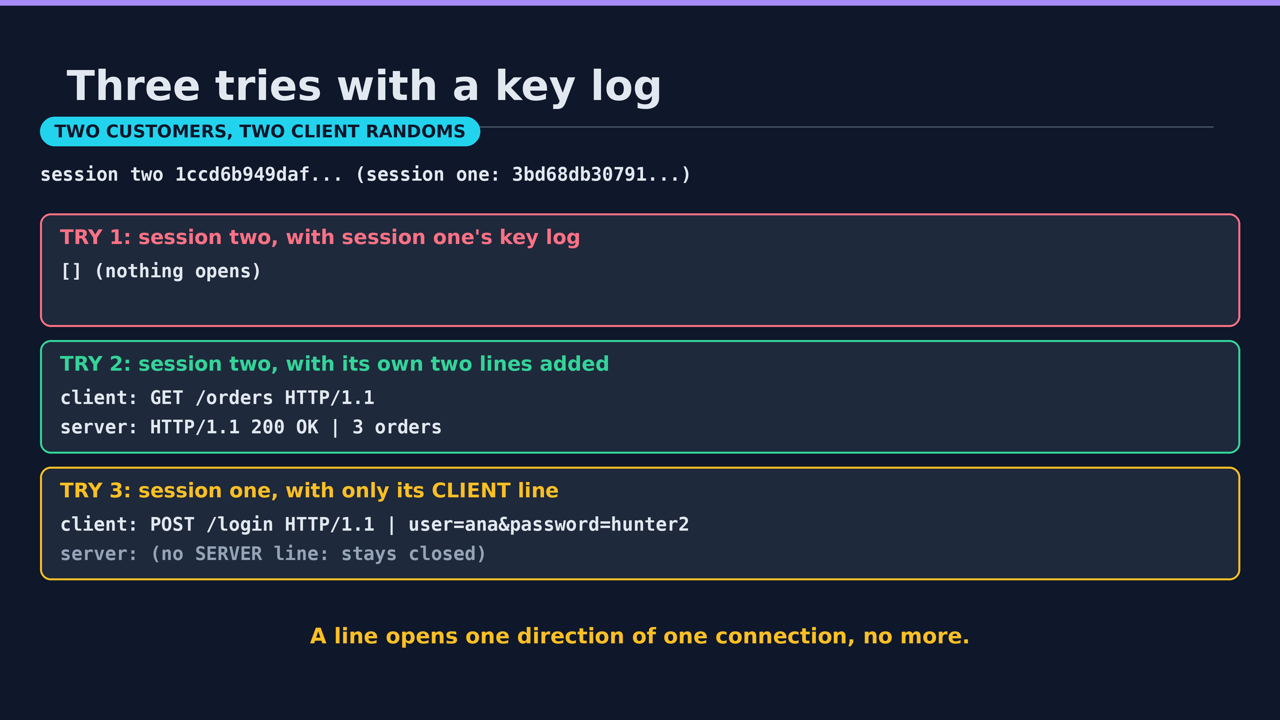 Three tries with a key log
TWO CUSTOMERS, TWO CLIENT RANDOMS
session two 1ccd6b949daf... (session one: 3bd68db30791...)
TRY 1: session two, with session one's key log
[] (nothing opens)
TRY 2: session two, with its own two lines added
client: GET /orders HTTP/1.1
server: HTTP/1.1 200 OK | 3 orders
TRY 3: session one, with only its CLIENT line
client: POST /login HTTP/1.1 | user=ana&password=hunter2
server: (no SERVER line: stays closed)
A line opens one direction of one connection, no more.